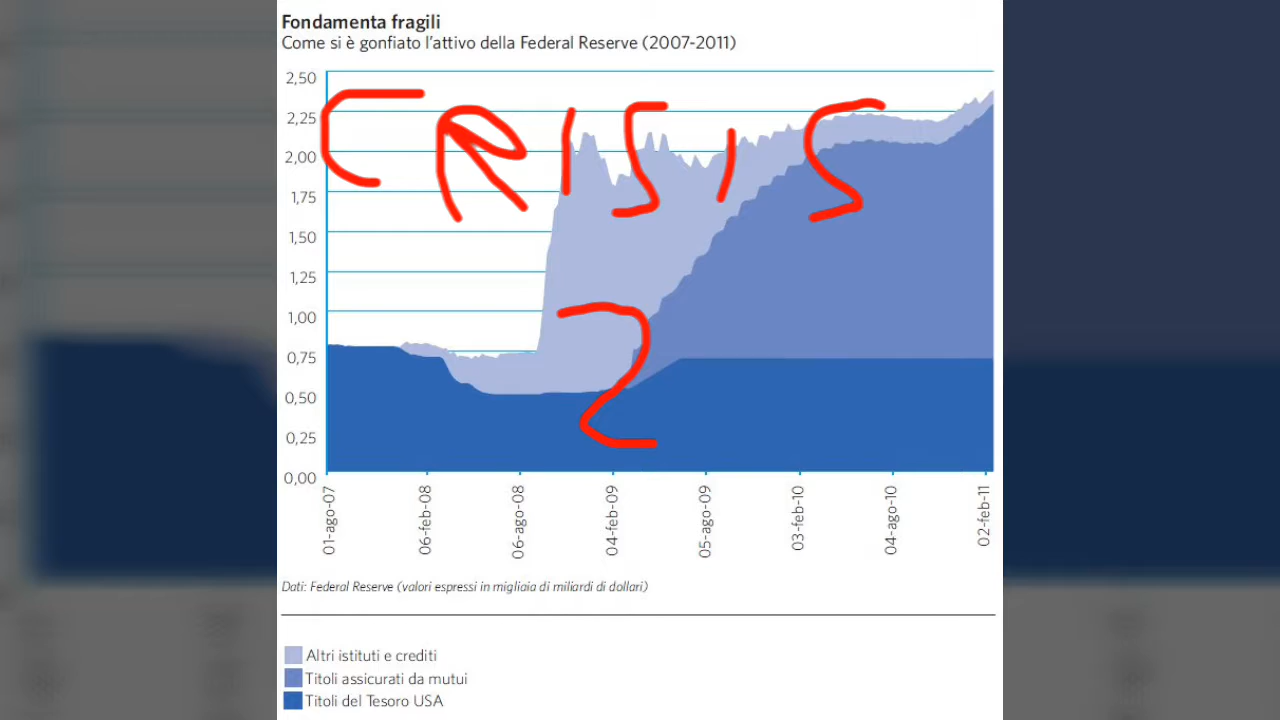 Fondamenta fragili
Come si è gonfiato l'attivo della Federal Reserve (2007-2011)
2,50
2,25
2,00
1,75
1,50
1,25
1,00
0,75
0,50
0,25
0,00
CRISIS
2
01-ago-07
06-feb-08
06-ago-08
04-feb-09
05-ago-09
03-feb-10
04-ago-10
02-feb-11
Dati: Federal Reserve (valori espressi in migliaia di miliardi di dollari)
Altri istituti e crediti
Titoli assicurati da mutui
Titoli del Tesoro USA